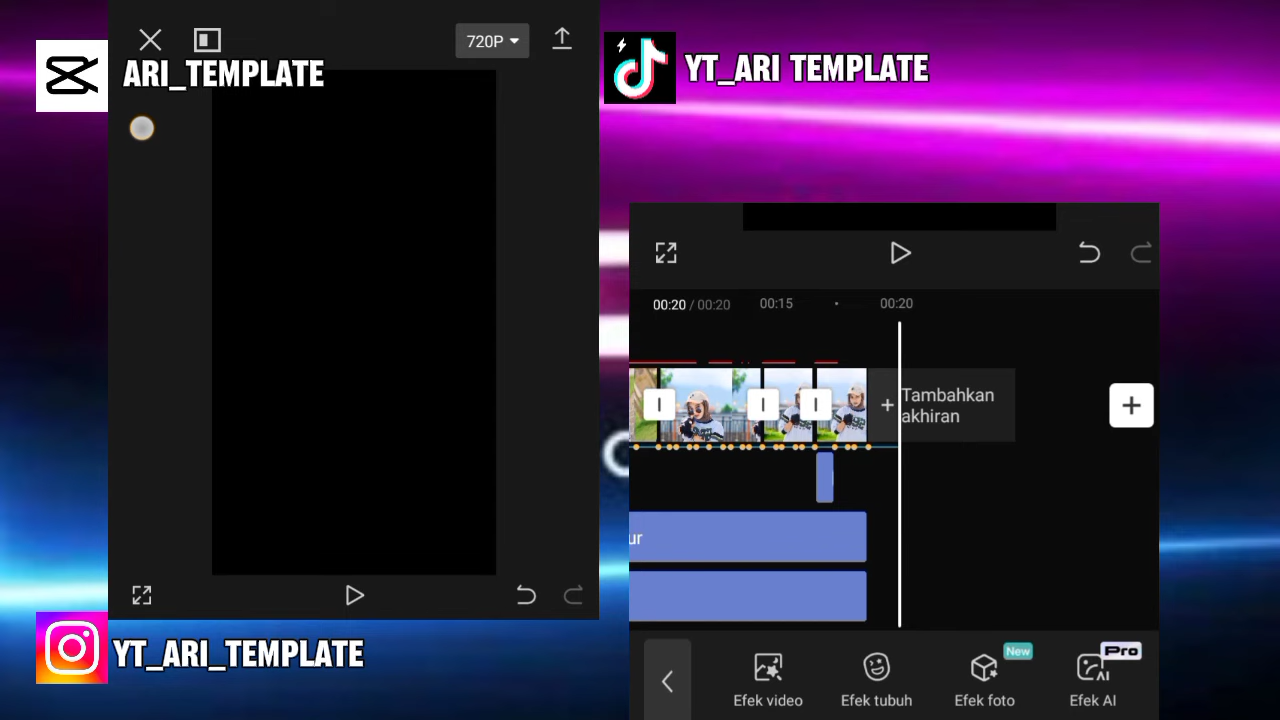 720P
ARI_TEMPLATE
YT_ARI TEMPLATE
00:20 / 00:20
00:15
00:20
Tambahkan
akhiran
ur
New
Pro
Efek video
Efek tubuh
Efek foto
AI
Efek AI
YT_ARI_TEMPLATE